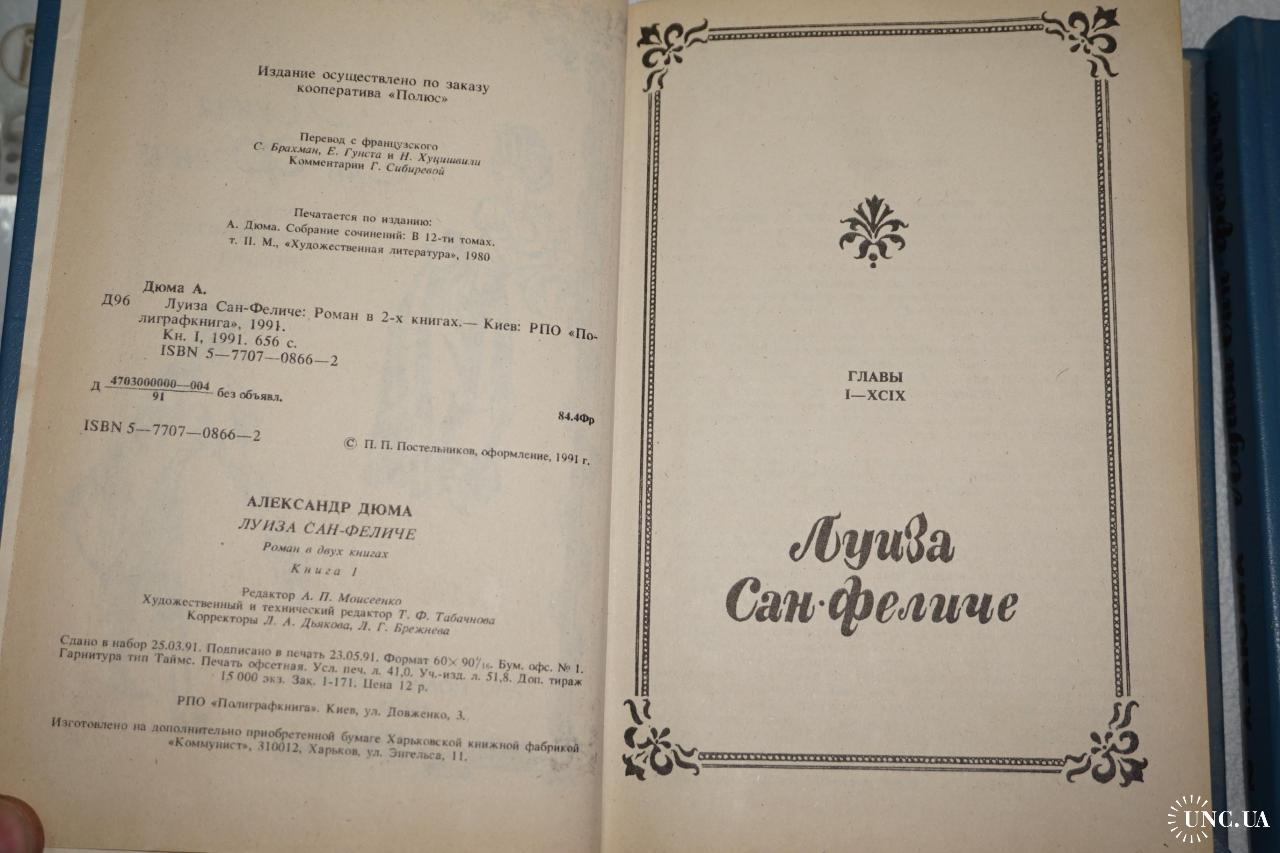 Издание осуществлено по заказу
кооператива «Полюс»
Перевод с французского
С. Брахман, Е. Гунста и Н. Хуцишвили
Комментарии Г. Сибиревой
Печатается по изданию:
А. Дюма. Собрание сочинений: В 12-ти томах.
т. II. М., «Художественная литература», 1980
Дюма А.
Д96 Луиза Сан-Феличе: Роман в 2-х книгах.— Киев: РПО «По-
лиграфкнига», 1991.
Кн. I, 1991. 656 с.
ISBN 5—7707—0866—2
Д 4703000000—004
91 без объявл.
84.4Фр
ISBN 5—7707—0866—2
© П. П. Постельников, оформление, 1991 г.
АЛЕКСАНДР ДЮМА
ЛУИЗА САН-ФЕЛИЧЕ
Роман в двух книгах
Книга 1
Редактор А. П. Моисеенко
Художественный и технический редактор Т. Ф. Табачнова
Корректоры Л. А. Дьякова, Л. Г. Брежнева
Сдано в набор 25.03.91. Подписано в печать 23.05.91. Формат 60×90 1/16. Бум. офс. № 1.
Гарнитура тип Таймс. Печать офсетная. Усл. печ. л. 41,0. Уч.-изд. л. 51,8. Доп. тираж
15 000 экз. Зак. 1-171. Цена 12 р.
РПО «Полиграфкнига». Киев, ул. Довженко, 3.
Изготовлено на дополнительно приобретенной бумаге Харьковской книжной фабрикой
«Коммунист», 310012, Харьков, ул. Энгельса, 11.
ГЛАВЫ
I—XCIX
Луиза
Сан-феличе
UNC.UA